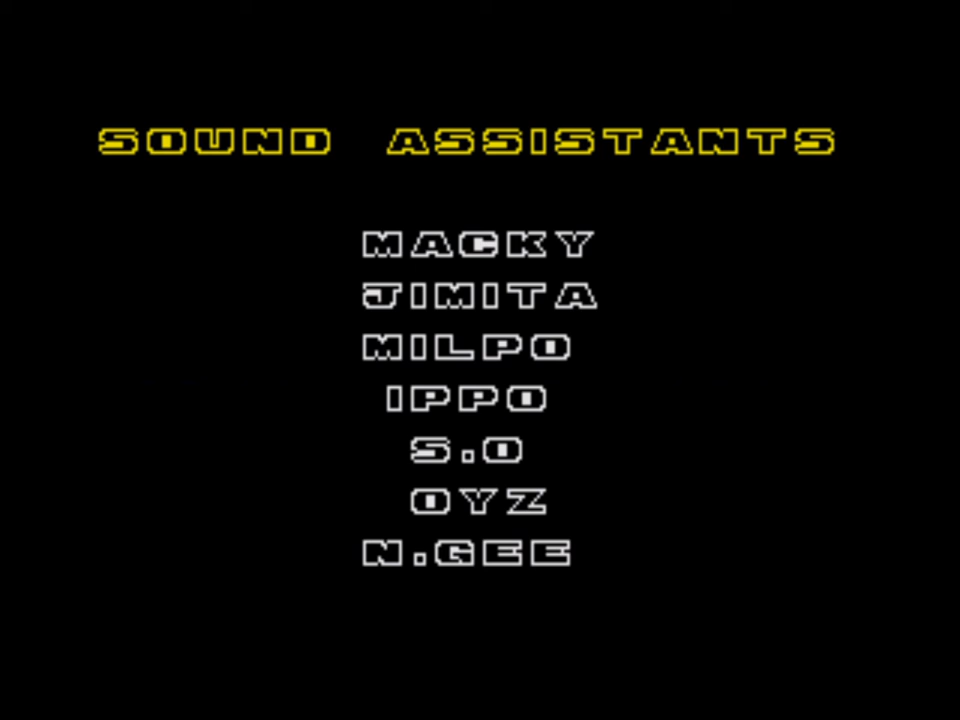 SOUND ASSISTANTS
MACKY
JIMITA
MILPO
IPPO
S.O
OYZ
N.GEE